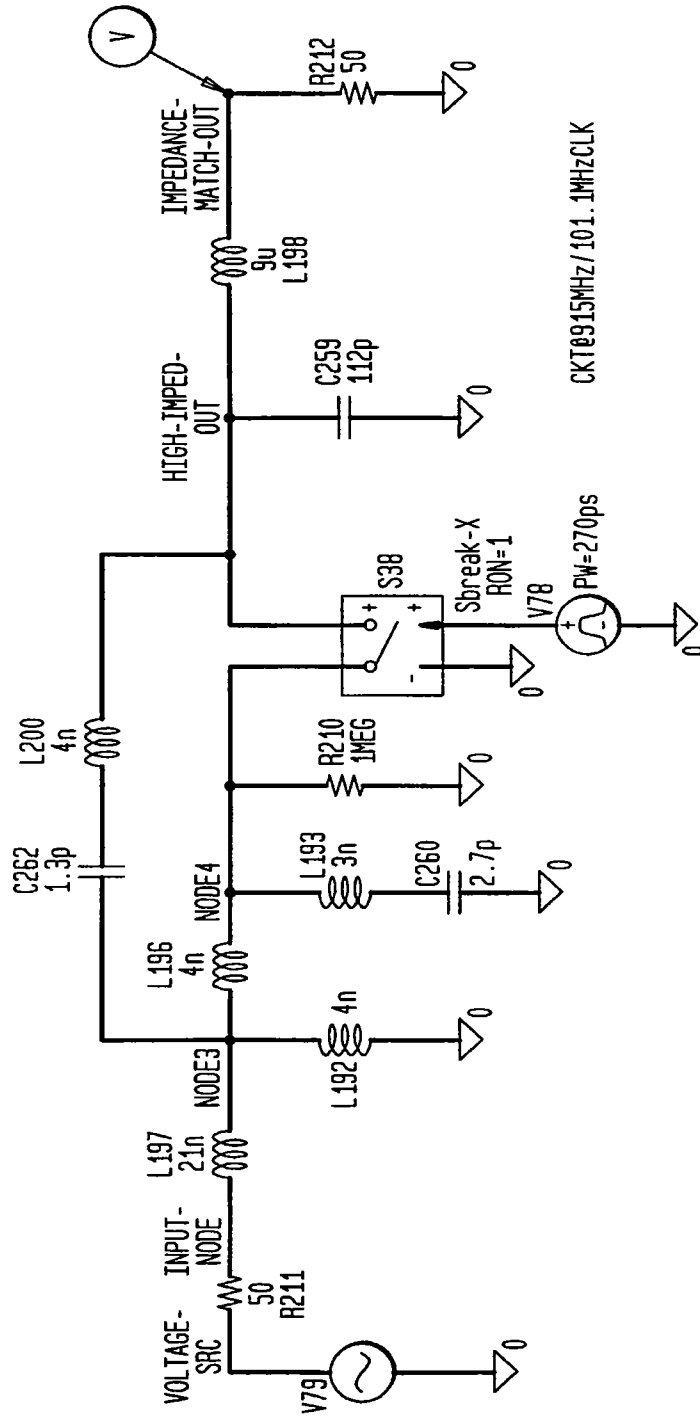 VOLTAGE-
SRC
V79
0
50
R211
INPUT-
NODE
L197
21n
NODE3
L192
4n
0
L196
4n
NODE4
C262
1.3p
L200
4n
L193
3n
C260
2.7p
0
R210
1MEG
0
S38
+
+
-
0
Sbreak-X
RON=1
V78
+
-
PW=270ps
0
HIGH-IMPED-
OUT
C259
112p
0
9u
L198
IMPEDANCE-
MATCH-OUT
V
R212
50
0
CKT@915MHz/101.1MHzCLK